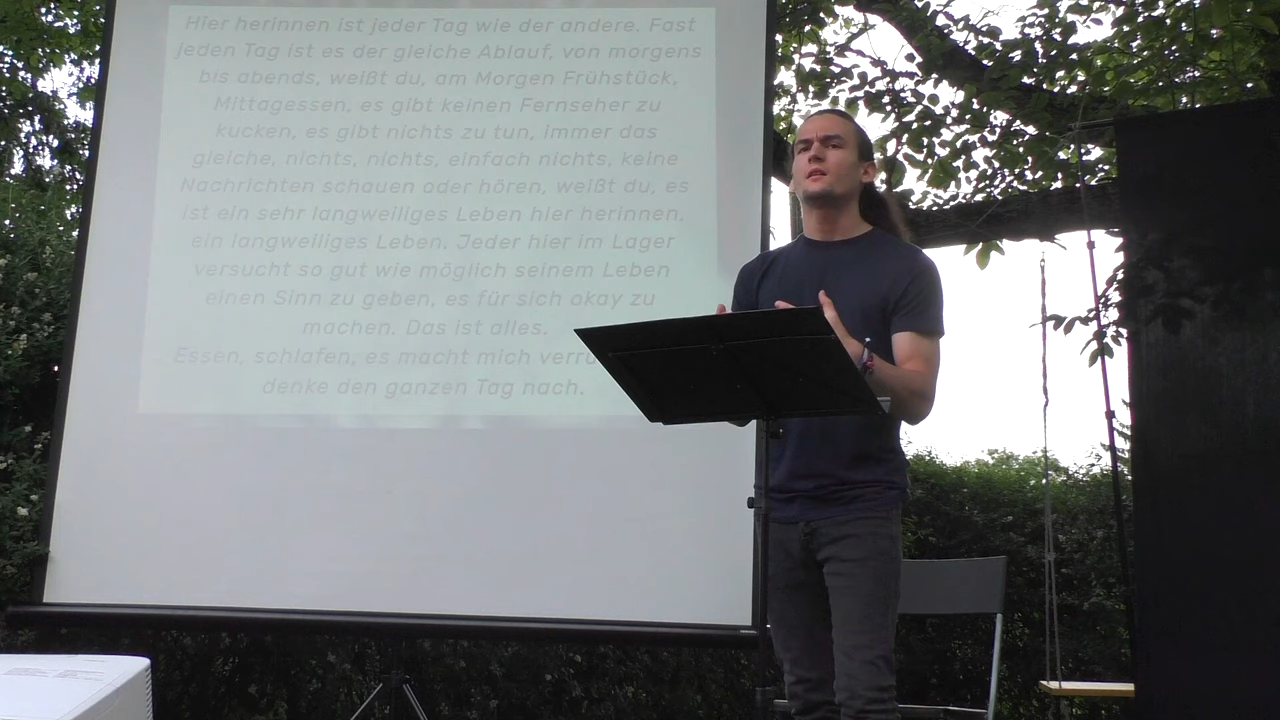 Hier herinnen ist jeder Tag wie der andere. Fast
jeden Tag ist es der gleiche Ablauf, von morgens
bis abends, weißt du, am Morgen Frühstück,
Mittagessen, es gibt keinen Fernseher zu
kucken, es gibt nichts zu tun, immer das
gleiche, nichts, nichts, einfach nichts, keine
Nachrichten schauen oder hören, weißt du, es
ist ein sehr langweiliges Leben hier herinnen,
ein langweiliges Leben. Jeder hier im Lager
versucht so gut wie möglich seinem Leben
einen Sinn zu geben, es für sich okay zu
machen. Das ist alles.
Essen, schlafen, es macht mich
denke den ganzen Tag nach.